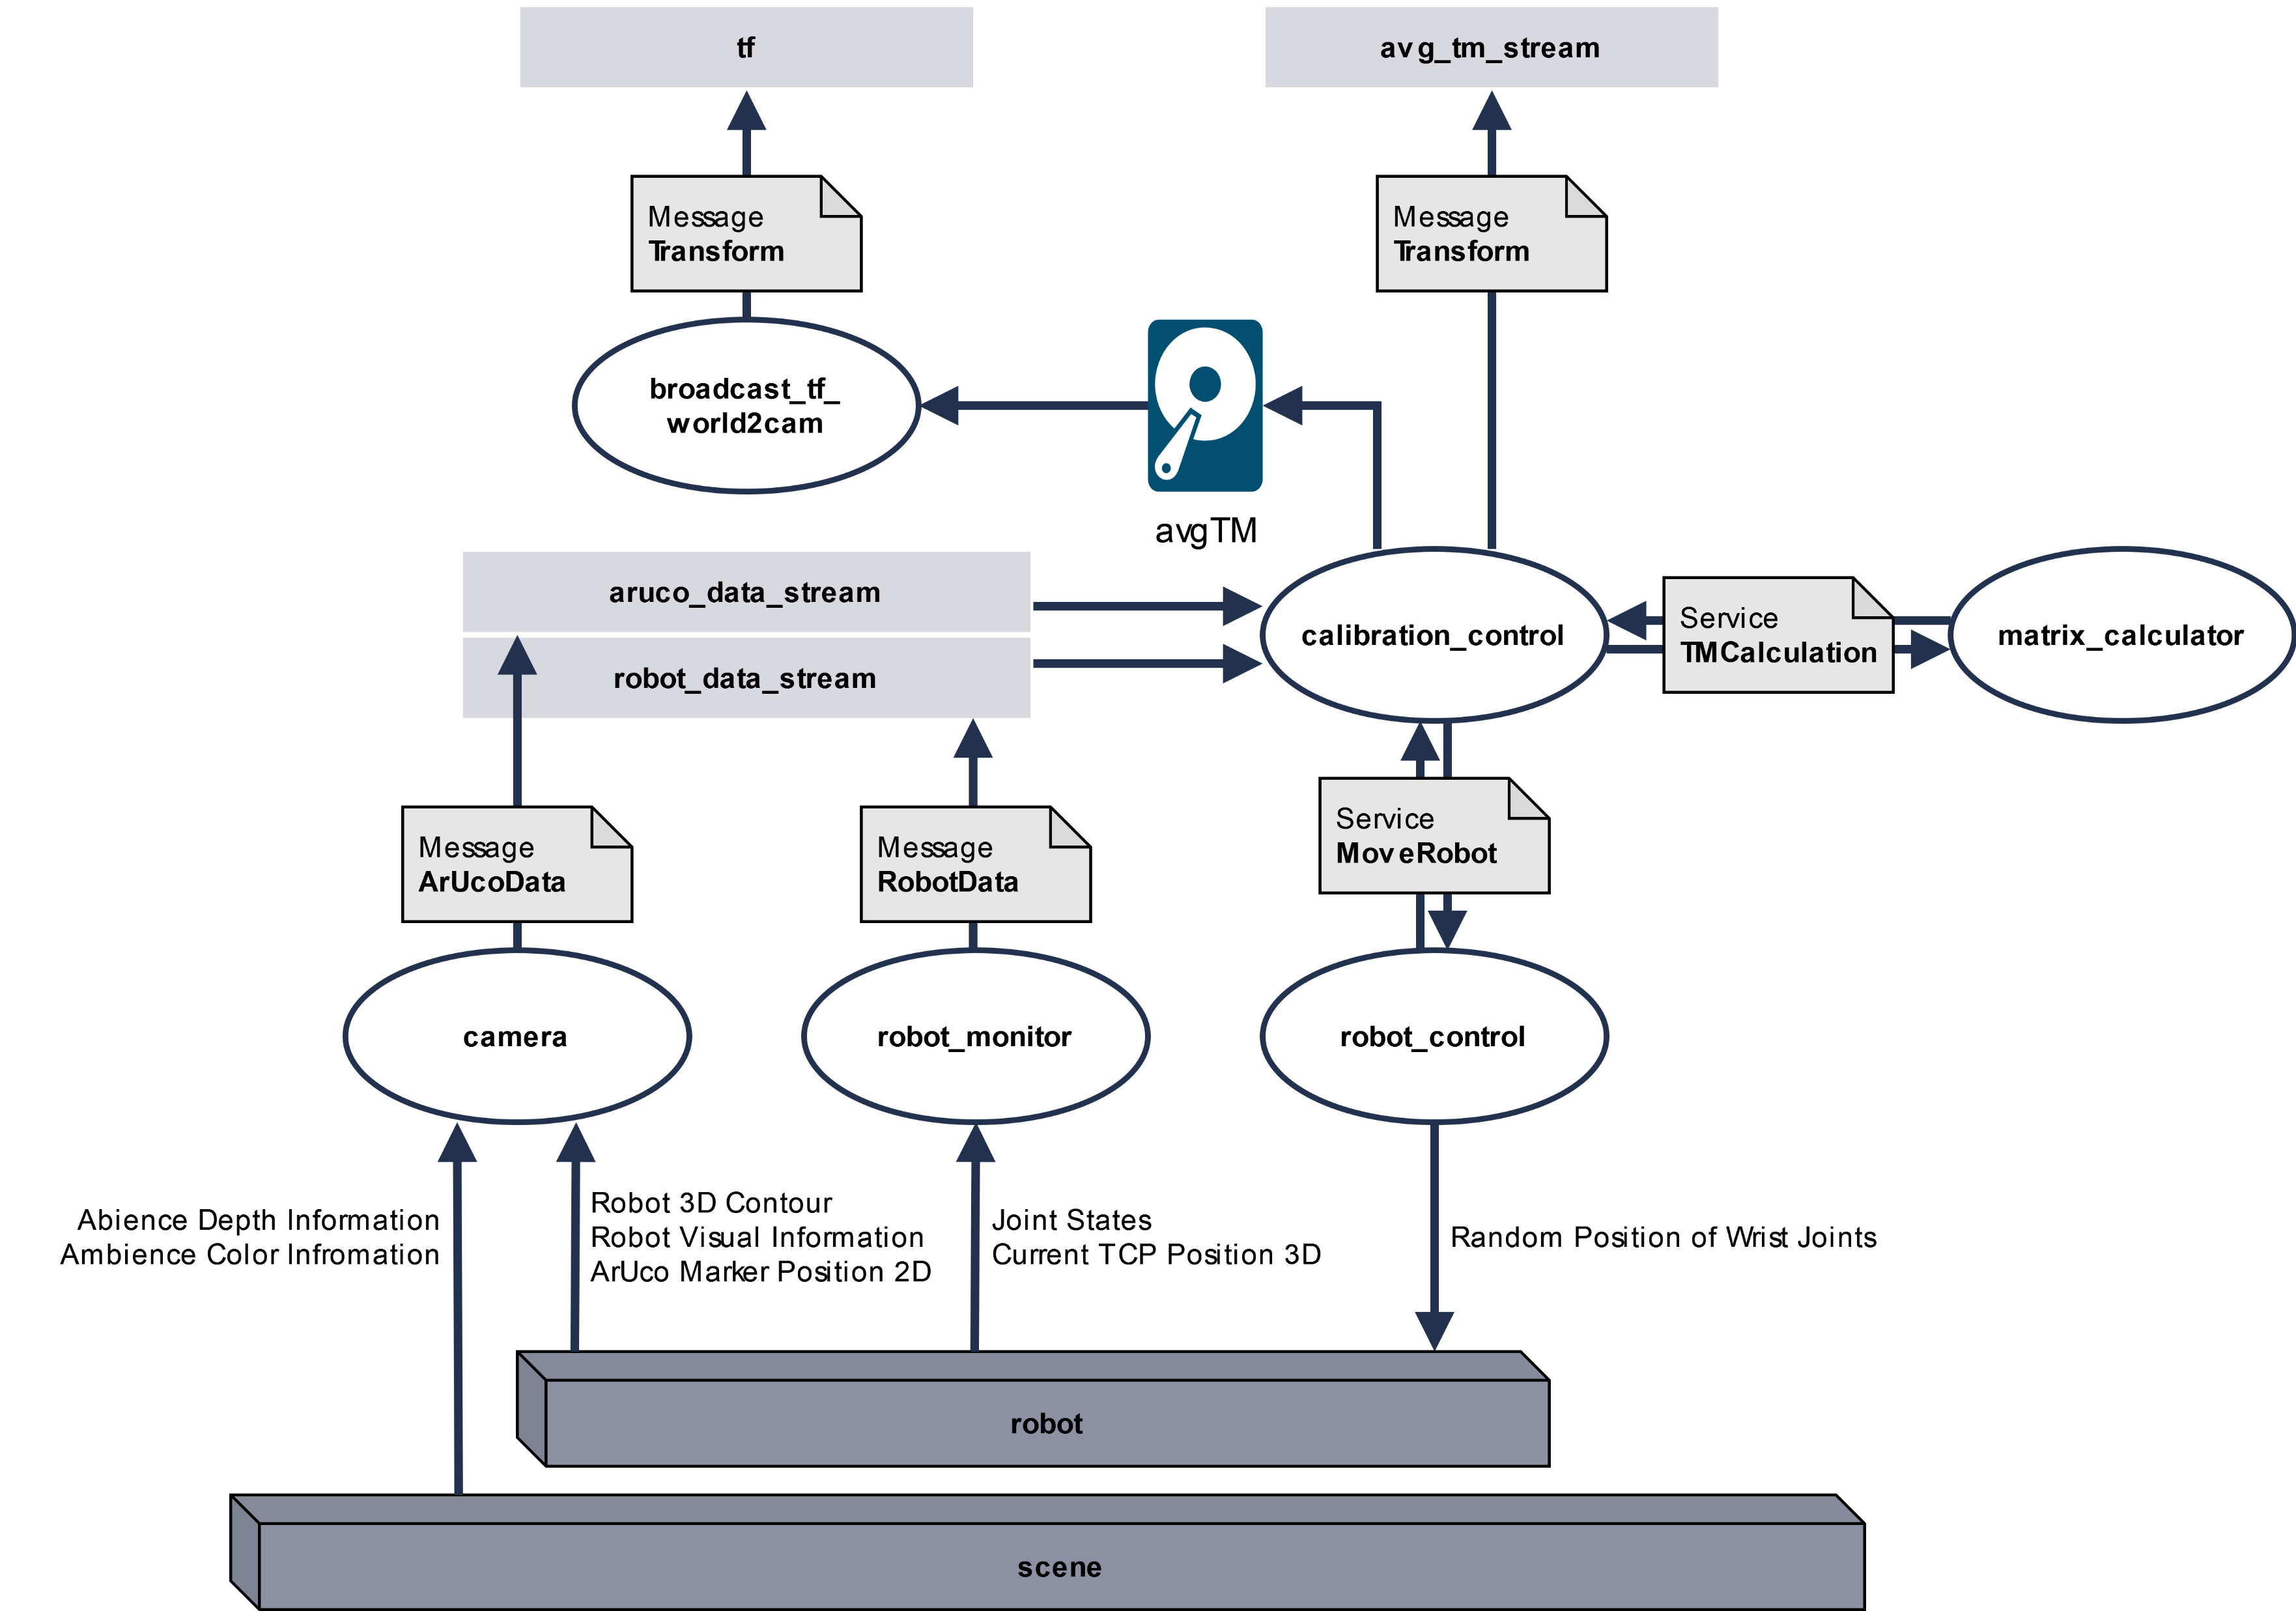 tf
avg_tm_stream
Message
Transform
Message
Transform
broadcast_tf_
world2cam
avgTM
aruco_data_stream
robot_data_stream
calibration_control
Service
TMCalculation
matrix_calculator
Message
ArUcoData
Message
RobotData
Service
MoveRobot
camera
robot_monitor
robot_control
Abience Depth Information
Ambience Color Infromation
Robot 3D Contour
Robot Visual Information
ArUco Marker Position 2D
Joint States
Current TCP Position 3D
Random Position of Wrist Joints
robot
scene